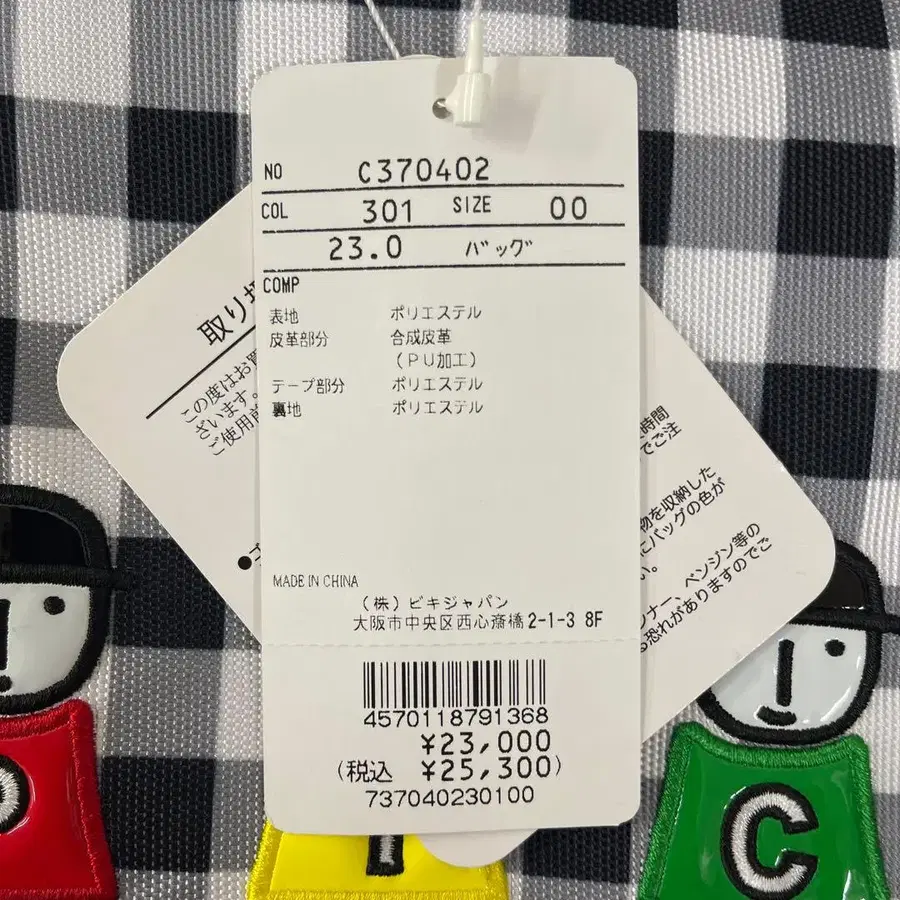 NO C370402
COL 301 SIZE 00
23.0 バッグ
COMP
表地 ポリエステル
皮革部分 合成皮革
(PU加工)
テープ部分 ポリエステル
裏地 ポリエステル
MADE IN CHINA
(株)ビキジャパン
大阪市中央区西心斎橋2-1-3 8F
4570118791368
¥23,000
(税込 ¥25,300)
737040230100
取り
この度はお買
ざいます。
ご使用前
時間
でご注
物を収納した
にバッグの色が
い。
ンナー、ベンジン等の
る恐れがありますのでご
I
C